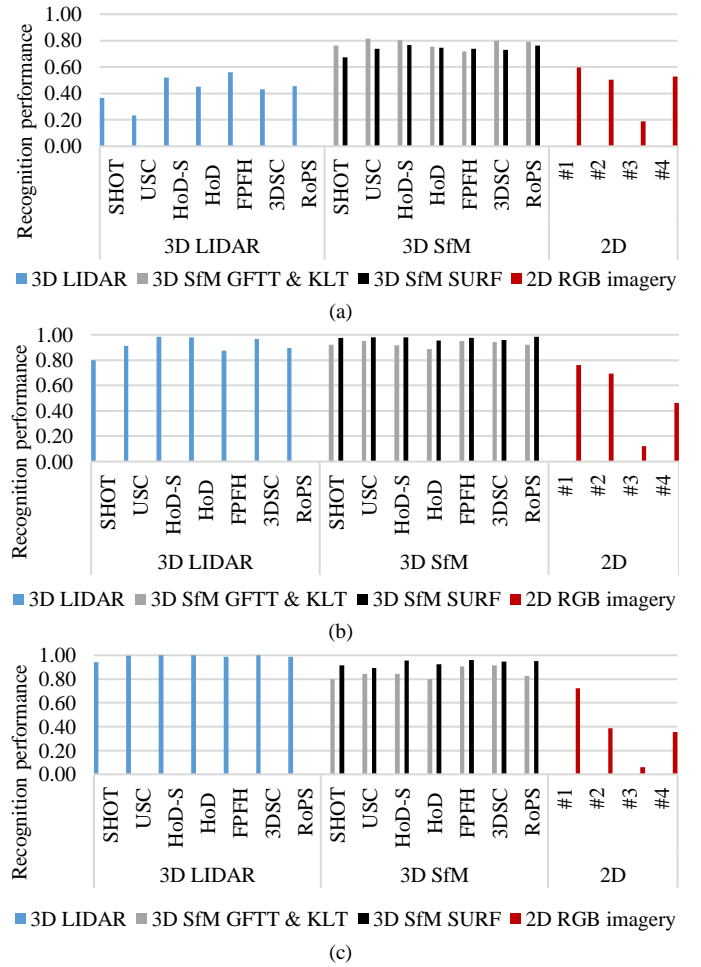 Recognition performance
1.00
0.80
0.60
0.40
0.20
0.00
SHOT
USC
HoD-S
HoD
FPFH
3DSC
RoPS
SHOT
USC
HoD-S
HoD
FPFH
3DSC
RoPS
#1
#2
#3
#4
3D LIDAR
3D SfM
2D
3D LIDAR 3D SfM GFTT & KLT 3D SfM SURF 2D RGB imagery
(a)
Recognition performance
1.00
0.80
0.60
0.40
0.20
0.00
SHOT
USC
HoD-S
HoD
FPFH
3DSC
RoPS
SHOT
USC
HoD-S
HoD
FPFH
3DSC
RoPS
#1
#2
#3
#4
3D LIDAR
3D SfM
2D
3D LIDAR 3D SfM GFTT & KLT 3D SfM SURF 2D RGB imagery
(b)
Recognition performance
1.00
0.80
0.60
0.40
0.20
0.00
SHOT
USC
HoD-S
HoD
FPFH
3DSC
RoPS
SHOT
USC
HoD-S
HoD
FPFH
3DSC
RoPS
#1
#2
#3
#4
3D LIDAR
3D SfM
2D
3D LIDAR 3D SfM GFTT & KLT 3D SfM SURF 2D RGB imagery
(c)